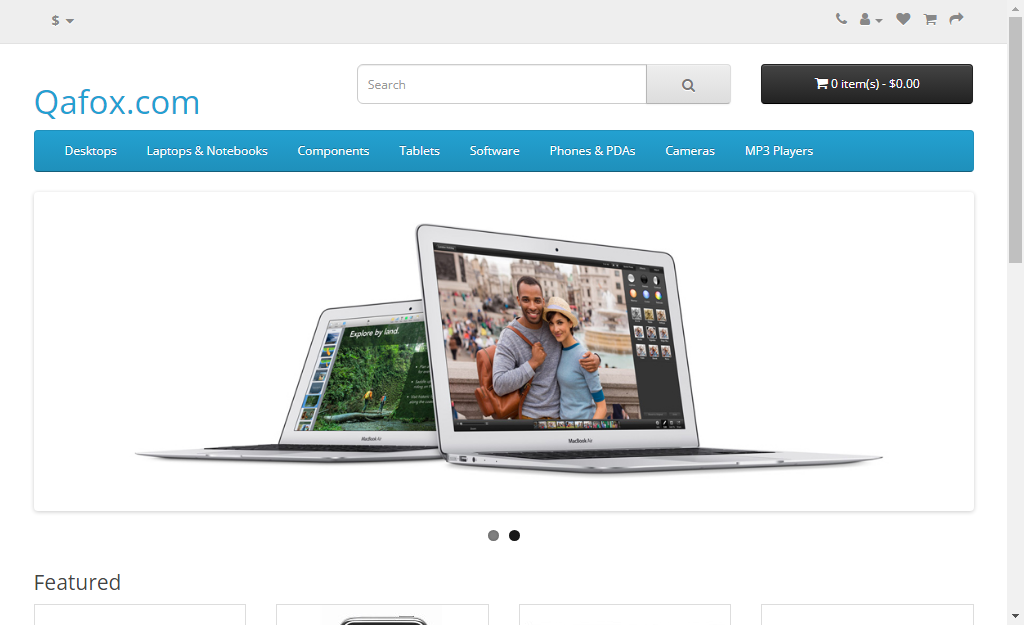 $
Search
0 item(s) - $0.00
Qafox.com
Desktops Laptops & Notebooks Components Tablets Software Phones & PDAs Cameras MP3 Players
Explore by land.
MacBook Air
MacBook Air
Featured